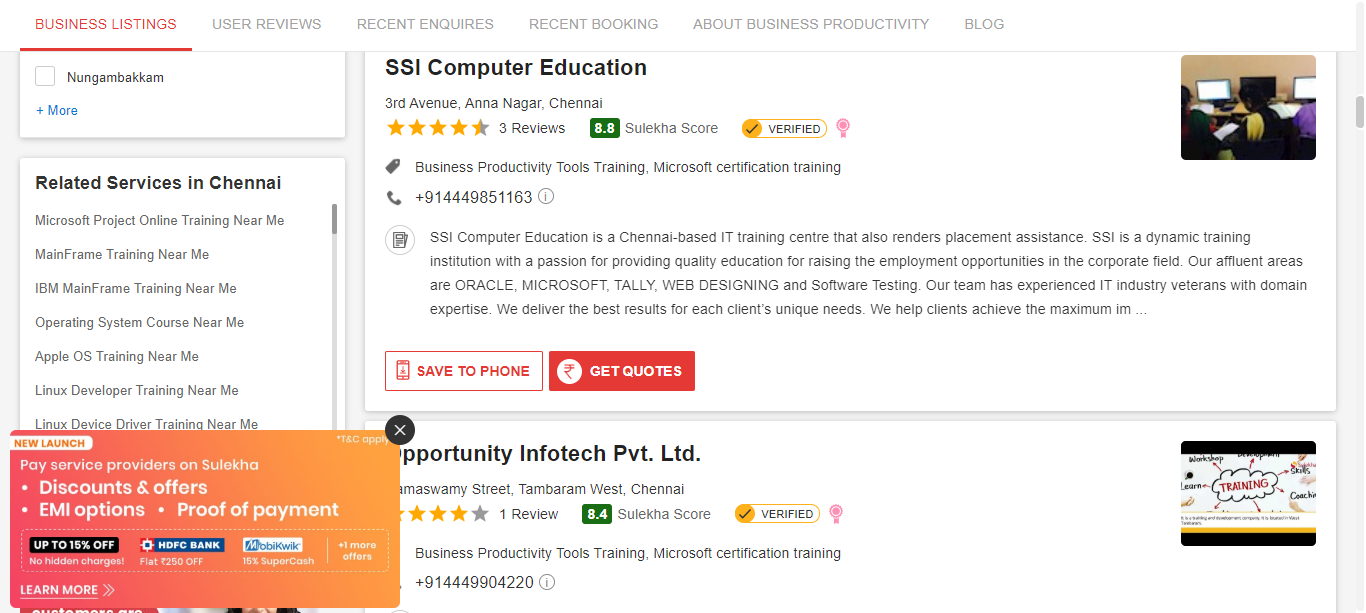 BUSINESS LISTINGS USER REVIEWS RECENT ENQUIRES RECENT BOOKING ABOUT BUSINESS PRODUCTIVITY BLOG
Nungambakkam
+ More
Related Services in Chennai
Microsoft Project Online Training Near Me
MainFrame Training Near Me
IBM MainFrame Training Near Me
Operating System Course Near Me
Apple OS Training Near Me
Linux Developer Training Near Me
Linux Device Driver Training Near Me
NEW LAUNCH
*T&C apply
Pay service providers on Sulekha
• Discounts & offers
• EMI options • Proof of payment
UP TO 15% OFF
No hidden charges!
HDFC BANK
Flat ₹250 OFF
MobiKwik
15% SuperCash
+1 more
offers
LEARN MORE
customers are
SSI Computer Education
3rd Avenue, Anna Nagar, Chennai
3 Reviews 8.8 Sulekha Score VERIFIED
Business Productivity Tools Training, Microsoft certification training
+914449851163
SSI Computer Education is a Chennai-based IT training centre that also renders placement assistance. SSI is a dynamic training
institution with a passion for providing quality education for raising the employment opportunities in the corporate field. Our affluent areas
are ORACLE, MICROSOFT, TALLY, WEB DESIGNING and Software Testing. Our team has experienced IT industry veterans with domain
expertise. We deliver the best results for each client’s unique needs. We help clients achieve the maximum im ...
SAVE TO PHONE
GET QUOTES
pportunity Infotech Pvt. Ltd.
amaswamy Street, Tambaram West, Chennai
1 Review 8.4 Sulekha Score VERIFIED
Business Productivity Tools Training, Microsoft certification training
+914449904220
Workshop
Skills
Learn
TRAINING